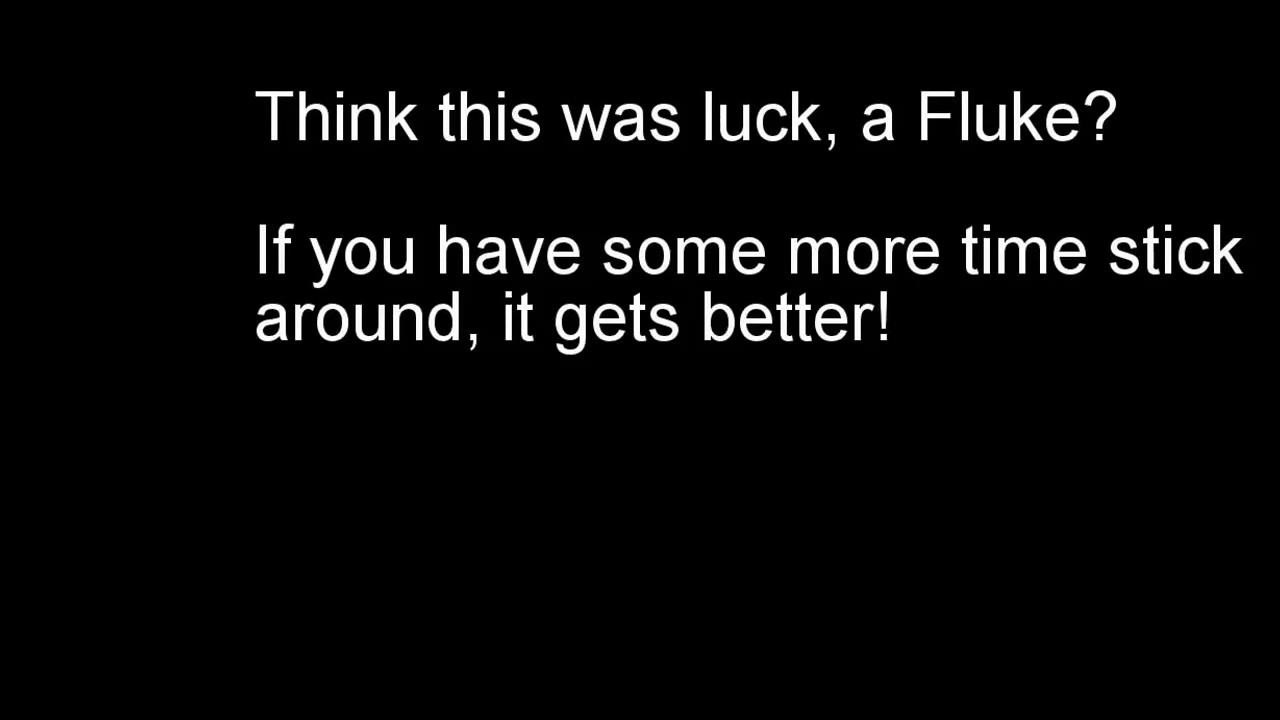 Think this was luck, a Fluke?
If you have some more time stick
around, it gets better!